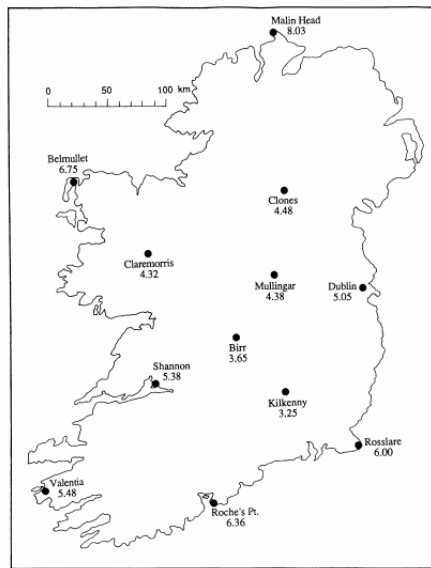 Malin Head
8.03
0 50 100 km
Belmullet
6.75
Clones
4.48
Claremorris
4.32
Mullingar
4.38
Dublin
5.05
Birr
3.65
Shannon
5.38
Kilkenny
3.25
Rosslare
6.00
Valentia
5.48
Roche's Pt.
6.36